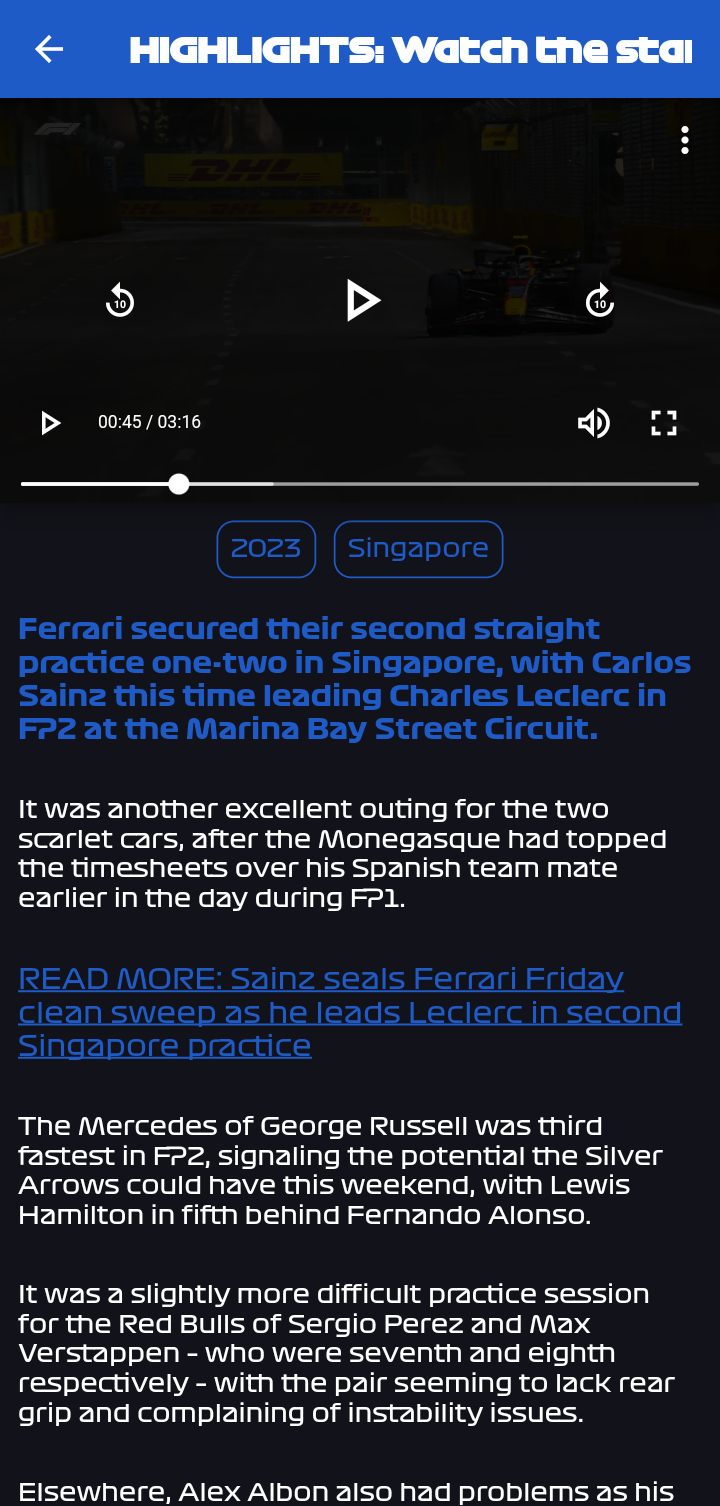 HIGHLIGHTS: Watch the star
F1
DHL
DHL DHL
10
10
00:45 / 03:16
2023
Singapore
Ferrari secured their second straight
practice one-two in Singapore, with Carlos
Sainz this time leading Charles Leclerc in
FP2 at the Marina Bay Street Circuit.
It was another excellent outing for the two
scarlet cars, after the Monegasque had topped
the timesheets over his Spanish team mate
earlier in the day during FP1.
READ MORE: Sainz seals Ferrari Friday
clean sweep as he leads Leclerc in second
Singapore practice
The Mercedes of George Russell was third
fastest in FP2, signaling the potential the Silver
Arrows could have this weekend, with Lewis
Hamilton in fifth behind Fernando Alonso.
It was a slightly more difficult practice session
for the Red Bulls of Sergio Perez and Max
Verstappen – who were seventh and eighth
respectively – with the pair seeming to lack rear
grip and complaining of instability issues.
Elsewhere, Alex Albon also had problems as his